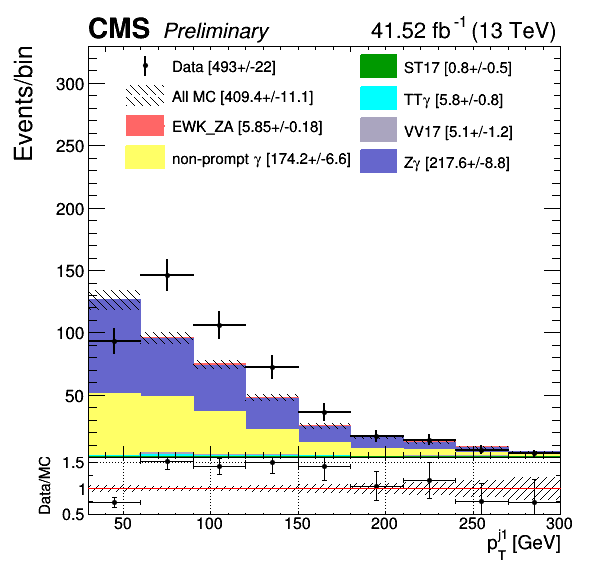 CMS Preliminary 41.52 fb⁻¹ (13 TeV)
Events/bin
300
250
200
150
100
50
Data [493+/-22]
All MC [409.4+/-11.1]
EWK_ZA [5.85+/-0.18]
non-prompt γ [174.2+/-6.6]
ST17 [0.8+/-0.5]
TTγ [5.8+/-0.8]
VV17 [5.1+/-1.2]
Zγ [217.6+/-8.8]
Data/MC
1.5
1
0.5
50 100 150 200 250 300
p_T^j1 [GeV]